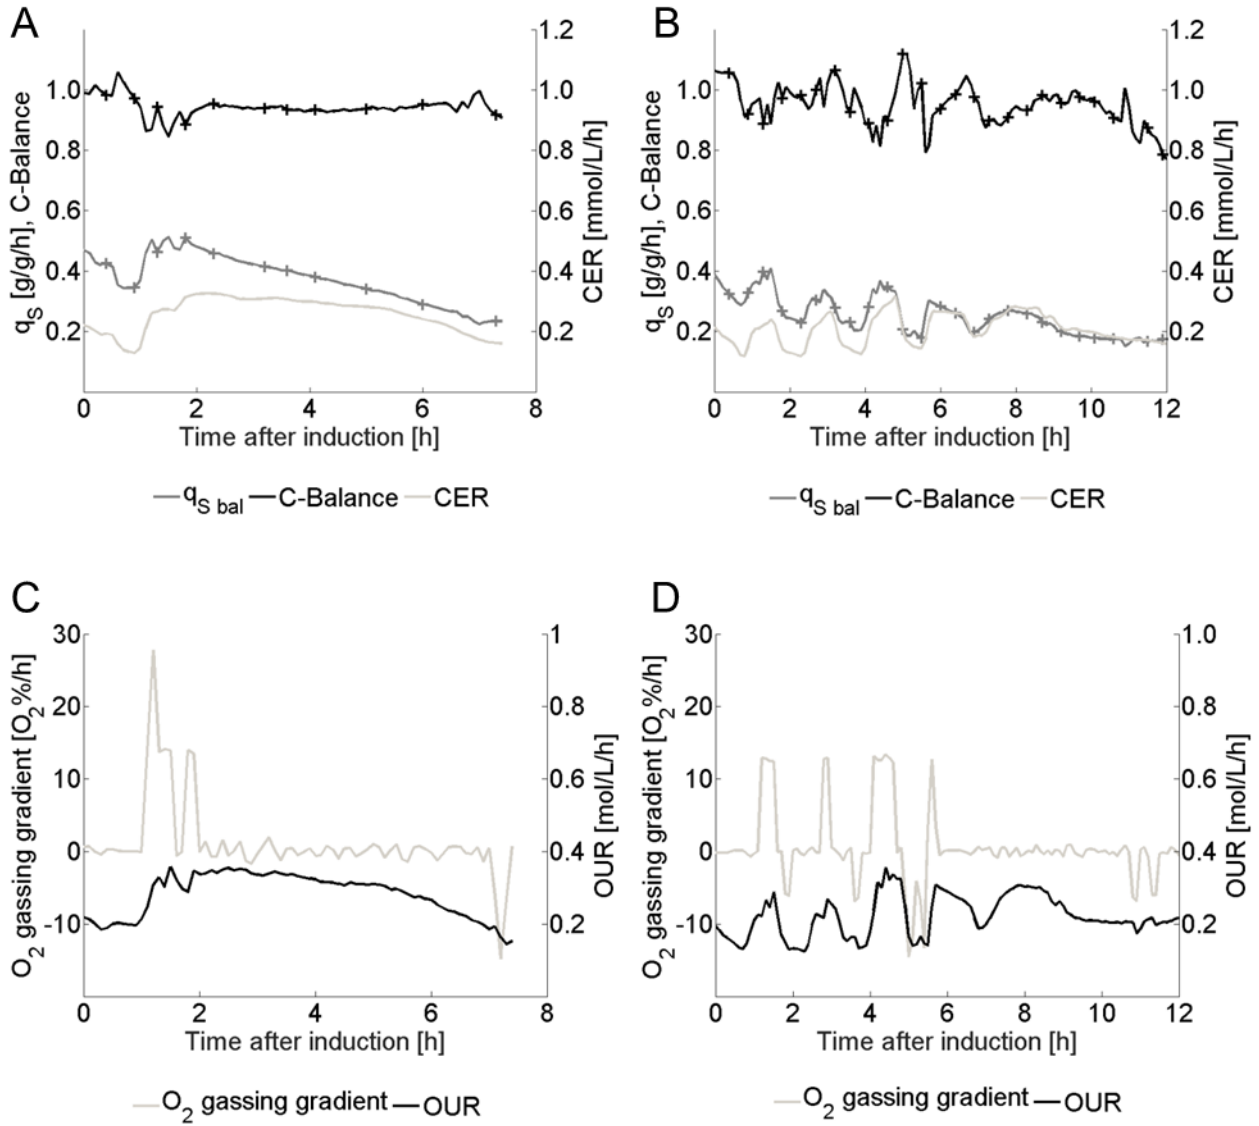 A
B
1.2
1.0
0.8
0.6
0.4
0.2
1.0
0.8
0.6
0.4
0.2
qS [g/g/h], C-Balance
CER [mmol/L/h]
0 2 4 6 8
Time after induction [h]
qS bal C-Balance CER
1.2
1.0
0.8
0.6
0.4
0.2
1.0
0.8
0.6
0.4
0.2
qS [g/g/h], C-Balance
CER [mmol/L/h]
0 2 4 6 8 10 12
Time after induction [h]
qS bal C-Balance CER
C
D
30
20
10
0
-10
O2 gassing gradient [O2%/h]
1
0.8
0.6
0.4
0.2
OUR [mol/L/h]
0 2 4 6 8
Time after induction [h]
O2 gassing gradient OUR
30
20
10
0
-10
O2 gassing gradient [O2%/h]
1.0
0.8
0.6
0.4
0.2
OUR [mol/L/h]
0 2 4 6 8 10 12
Time after induction [h]
O2 gassing gradient OUR